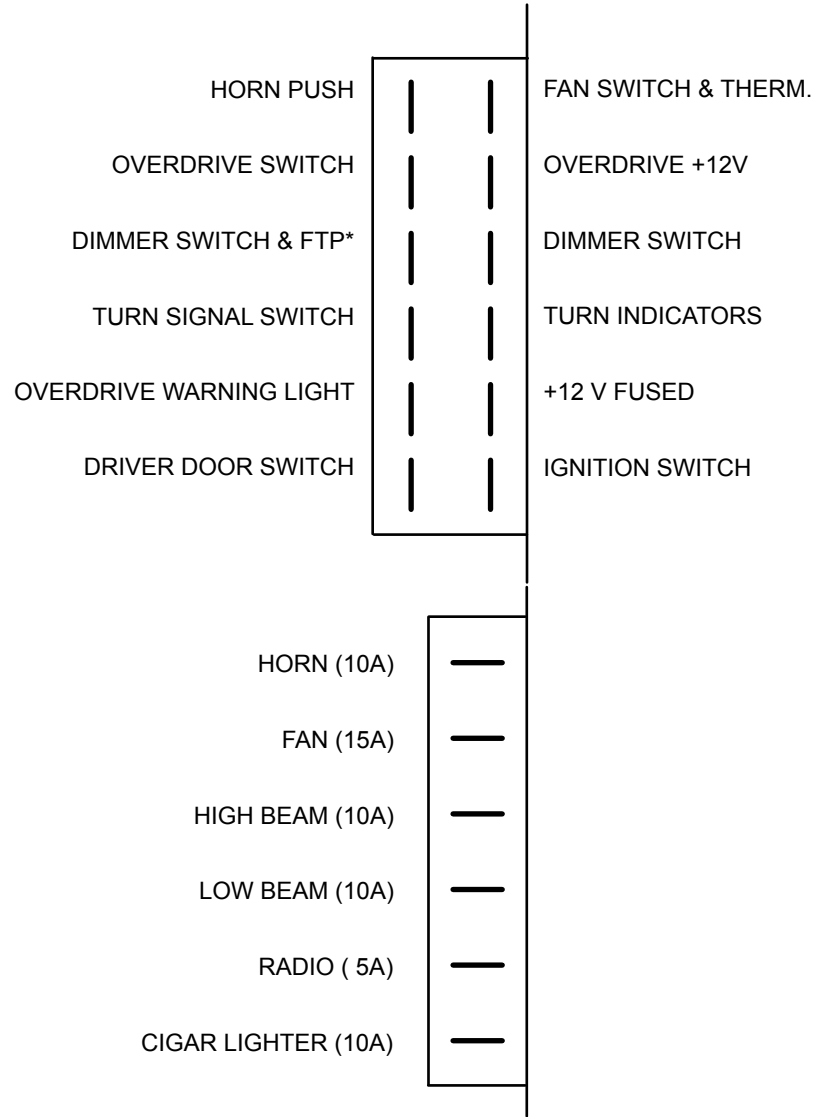 HORN PUSH
FAN SWITCH & THERM.
OVERDRIVE SWITCH
OVERDRIVE +12V
DIMMER SWITCH & FTP*
DIMMER SWITCH
TURN SIGNAL SWITCH
TURN INDICATORS
OVERDRIVE WARNING LIGHT
+12 V FUSED
DRIVER DOOR SWITCH
IGNITION SWITCH
HORN (10A)
FAN (15A)
HIGH BEAM (10A)
LOW BEAM (10A)
RADIO ( 5A)
CIGAR LIGHTER (10A)